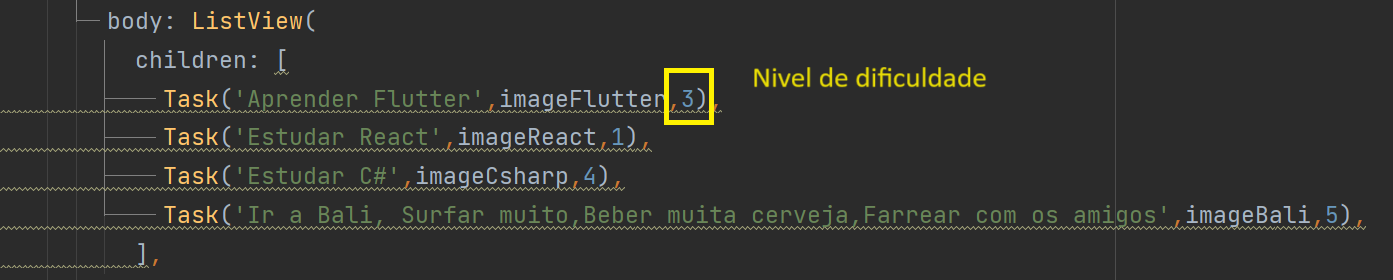 body: ListView(
children: [
Task('Aprender Flutter',imageFlutter,3), Nivel de dificuldade
Task('Estudar React',imageReact,1),
Task('Estudar C#',imageCsharp,4),
Task('Ir a Bali, Surfar muito,Beber muita cerveja,Farrear com os amigos',imageBali,5),
],